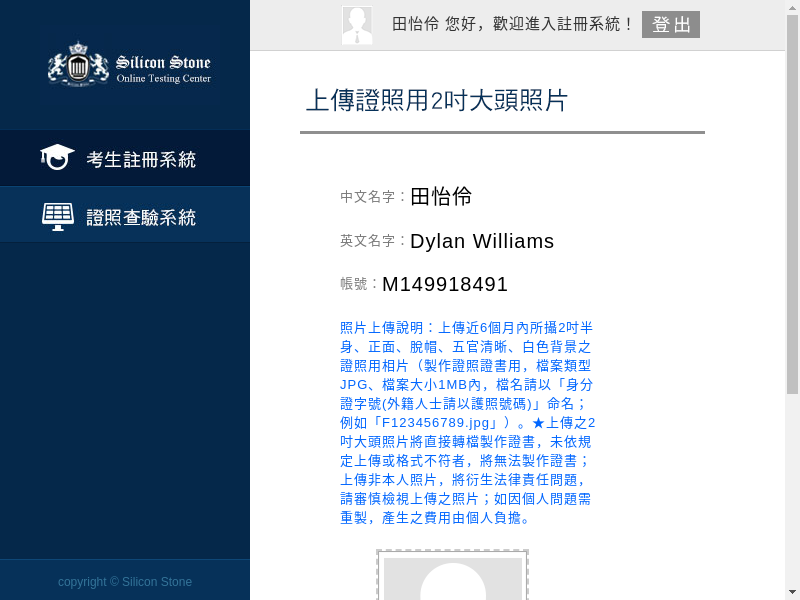 Silicon Stone
Online Testing Center
考生註冊系統
證照查驗系統
copyright © Silicon Stone
田怡伶 您好，歡迎進入註冊系統！
登出
上傳證照用2吋大頭照片
中文名字：田怡伶
英文名字：Dylan Williams
帳號：M149918491
照片上傳說明：上傳近6個月內所攝2吋半
身、正面、脫帽、五官清晰、白色背景之
證照用相片（製作證照證書用，檔案類型
JPG、檔案大小1MB內，檔名請以「身分
證字號(外籍人士請以護照號碼)」命名；
例如「F123456789.jpg」）。★上傳之2
吋大頭照片將直接轉檔製作證書，未依規
定上傳或格式不符者，將無法製作證書；
上傳非本人照片，將衍生法律責任問題，
請審慎檢視上傳之照片；如因個人問題需
重製，產生之費用由個人負擔。